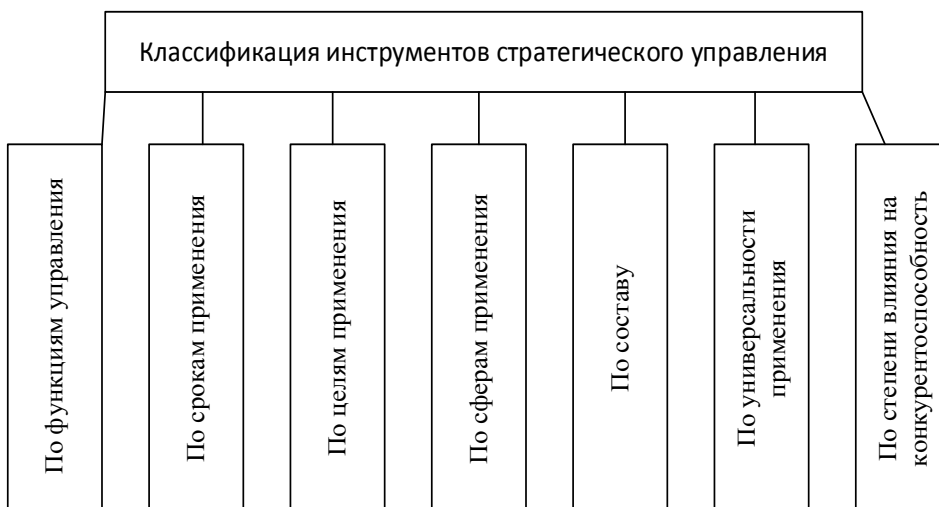 Классификация инструментов стратегического управления
По функциям управления
По срокам применения
По целям применения
По сферам применения
По составу
По универсальности
применения
По степени влияния на
конкурентоспособность